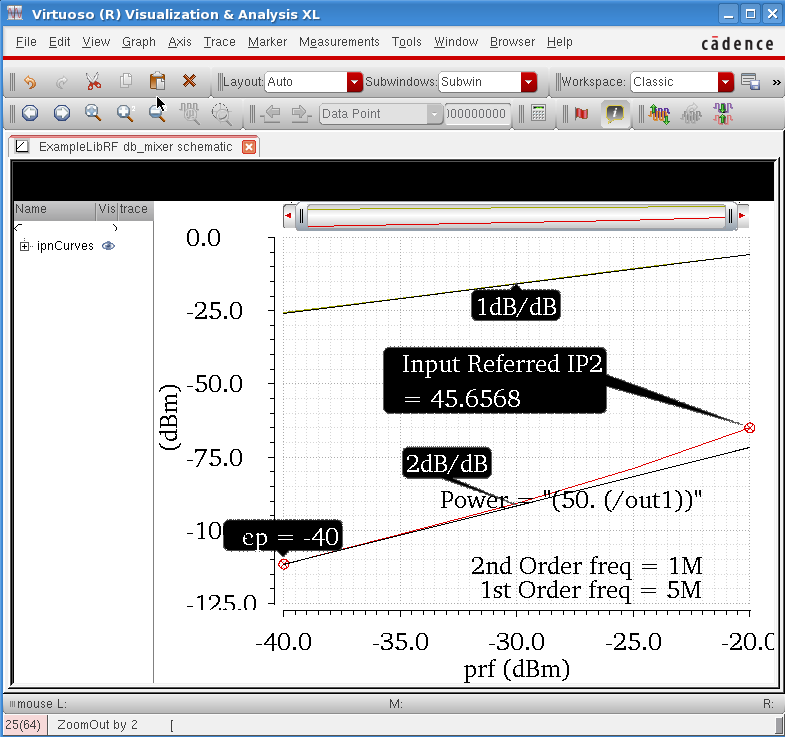 Virtuoso (R) Visualization & Analysis XL
File Edit View Graph Axis Trace Marker Measurements Tools Window Browser Help
cādence
Layout: Auto Subwindows: Subwin Workspace: Classic »
Data Point 000000000
ExampleLibRF db_mixer schematic
Name Vis trace
ipnCurves
0.0
-25.0
-50.0
-75.0
-10
-125.0
(dBm)
1dB/dB
Input Referred IP2
= 45.6568
2dB/dB
Power = "(50. (/out1))"
ep = -40
2nd Order freq = 1M
1st Order freq = 5M
-40.0 -35.0 -30.0 -25.0 -20.0
prf (dBm)
mouse L: M: R:
25(64) ZoomOut by 2 [